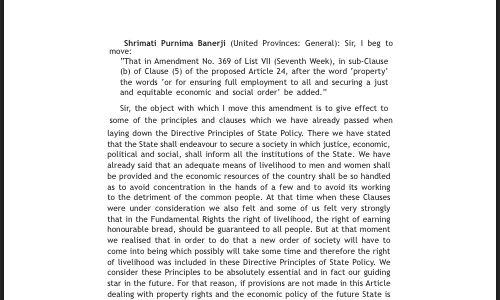 Shrimati Purnima Banerji (United Provinces: General): Sir, I beg to
move:
"That in Amendment No. 369 of List VII (Seventh Week), in sub-Clause
(b) of Clause (5) of the proposed Article 24, after the word 'property'
the words 'or for ensuring full employment to all and securing a just
and equitable economic and social order' be added."
Sir, the object with which I move this amendment is to give effect to
some of the principles and clauses which we have already passed when
laying down the Directive Principles of State Policy. There we have stated
that the State shall endeavour to secure a society in which justice, economic,
political and social, shall inform all the institutions of the State. We have
already said that an adequate means of livelihood to men and women shall
be provided and the economic resources of the country shall be so handled
as to avoid concentration in the hands of a few and to avoid its working
to the detriment of the common people. At that time when these Clauses
were under consideration we also felt and some of us felt very strongly
that in the Fundamental Rights the right of livelihood, the right of earning
honourable bread, should be guaranteed to all people. But at that moment
we realised that in order to do that a new order of society will have to
come into being which possibly will take some time and therefore the right
of livelihood was included in these Directive Principles of State Policy. We
consider these Principles to be absolutely essential and in fact our guiding
star in the future. For that reason, if provisions are not made in this Article
dealing with property rights and the economic policy of the future State is